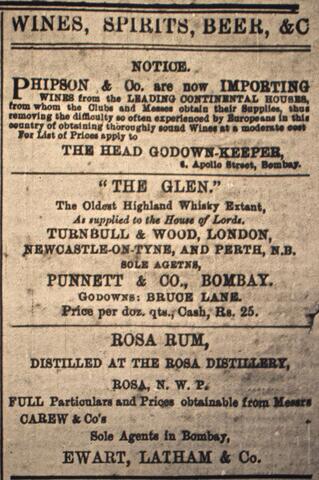 WINES, SPIRITS, BEER, &C
NOTICE.
PHIPSON & Co. are now IMPORTING
WINES from the LEADING CONTINENTAL HOUSES,
from whom the Clubs and Messes obtain their Supplies, thus
removing the difficulty so often experienced by Europeans in this
country of obtaining thoroughly sound Wines at a moderate cost
For List of Prices apply to
THE HEAD GODOWN-KEEPER,
6, Apollo Street, Bombay.
"THE GLEN."
The Oldest Highland Whisky Extant,
As supplied to the House of Lords.
TURNBULL & WOOD, LONDON,
NEWCASTLE-ON-TYNE, AND PERTH, N.B.
SOLE AGETNS,
PUNNETT & CO., BOMBAY.
GODOWNS: BRUCE LANE.
Price per doz. qts., Cash, Rs. 25.
ROSA RUM,
DISTILLED AT THE ROSA DISTILLERY,
ROSA, N. W. P.
FULL Particulars and Prices obtainable from Messrs
CAREW & Co's
Sole Agents in Bombay,
EWART, LATHAM & Co.